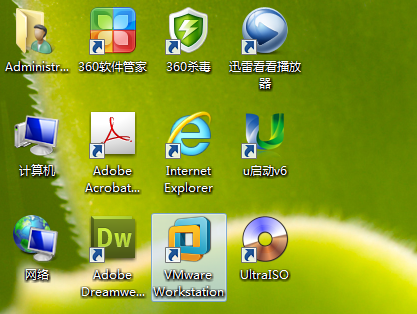 Administr...
360软件管家
360杀毒
迅雷看看播放
器
计算机
Adobe
Acrobat...
Internet
Explorer
u启动v6
网络
Dw
Adobe
Dreamwe...
VMware
Workstation
UltraISO